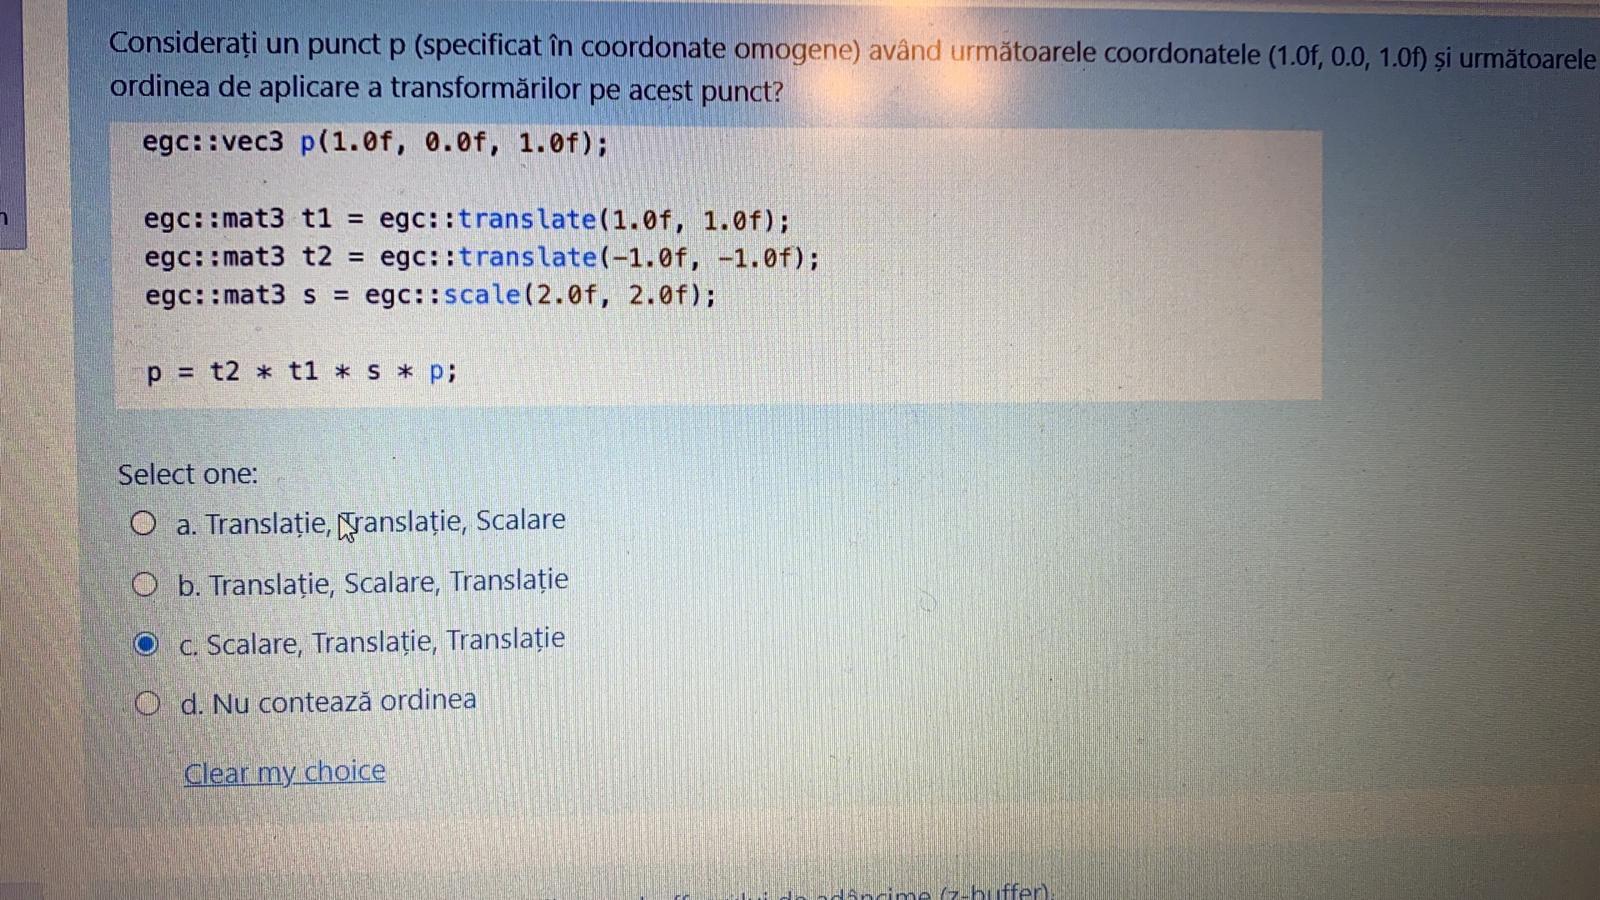 Considerați un punct p (specificat în coordonate omogene) având următoarele coordonatele (1.0f, 0.0, 1.0f) și următoarele
ordinea de aplicare a transformărilor pe acest punct?
egc::vec3 p(1.0f, 0.0f, 1.0f);
egc::mat3 t1 = egc::translate(1.0f, 1.0f);
egc::mat3 t2 = egc::translate(-1.0f, -1.0f);
egc::mat3 s = egc::scale(2.0f, 2.0f);
p = t2 * t1 * s * p;
Select one:
a. Translație, Translație, Scalare
b. Translație, Scalare, Translație
c. Scalare, Translație, Translație
d. Nu contează ordinea
Clear my choice
de adâncime (z-buffer)